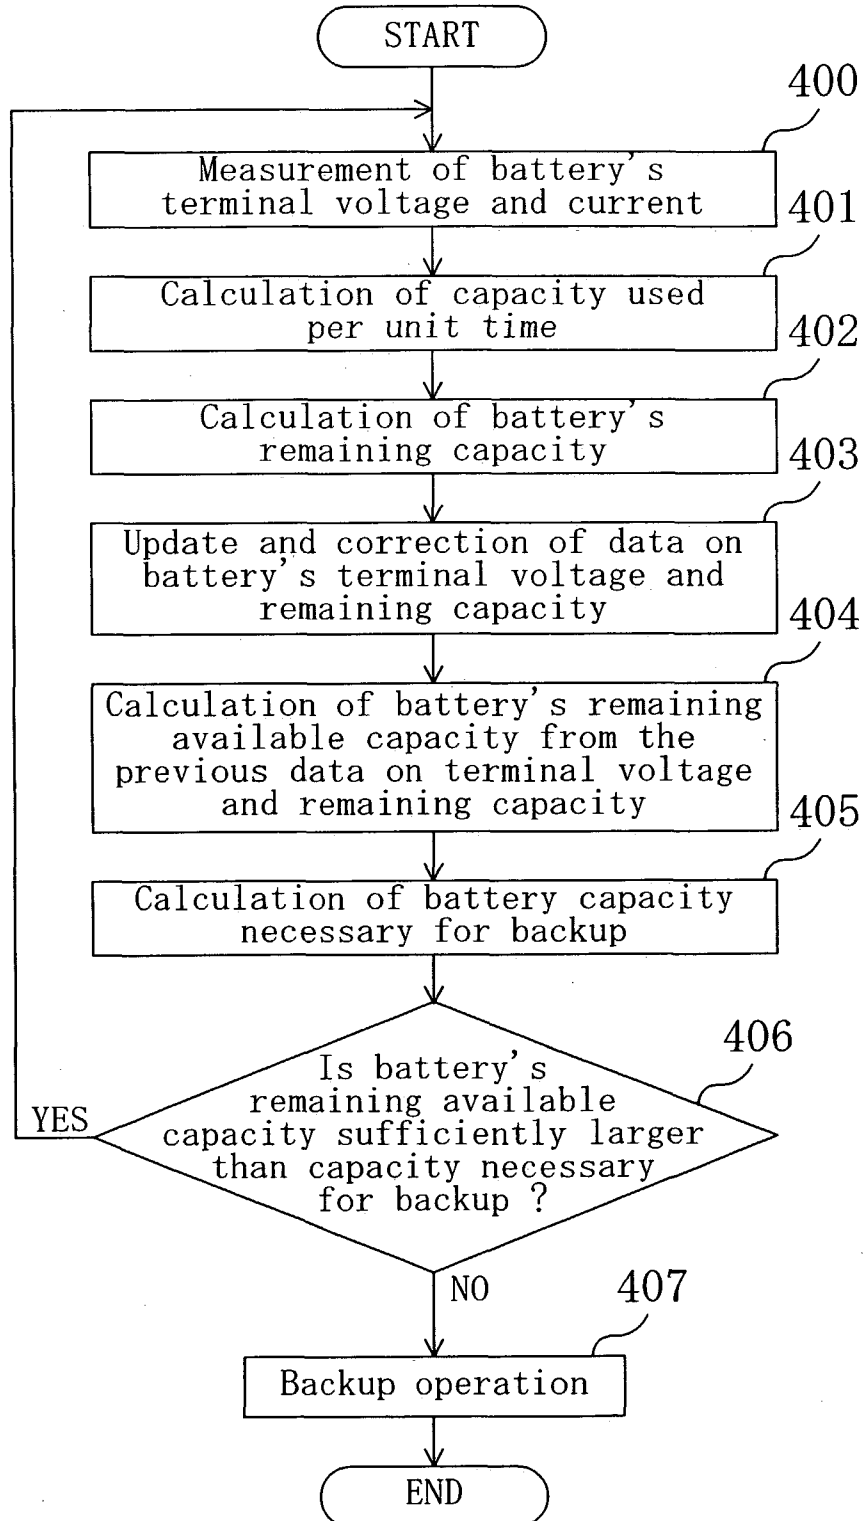 START
400
Measurement of battery's
terminal voltage and current
401
Calculation of capacity used
per unit time
402
Calculation of battery's
remaining capacity
403
Update and correction of data on
battery's terminal voltage and
remaining capacity
404
Calculation of battery's remaining
available capacity from the
previous data on terminal voltage
and remaining capacity
405
Calculation of battery capacity
necessary for backup
406
Is battery's
remaining available
capacity sufficiently larger
than capacity necessary
for backup ?
YES
NO
407
Backup operation
END